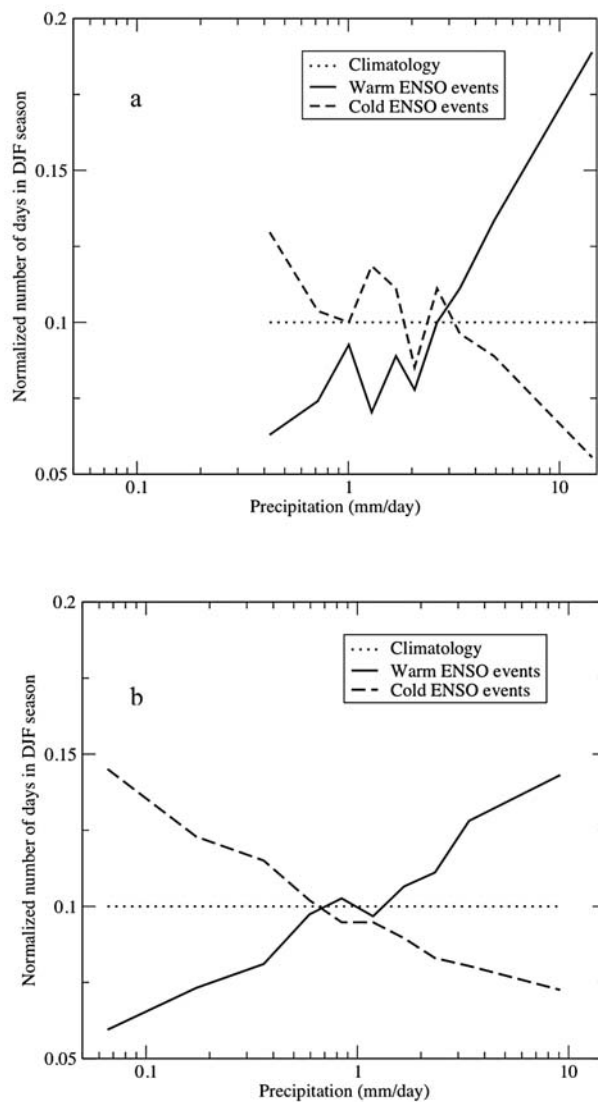 0.2
Climatology
Warm ENSO events
Cold ENSO events
a
0.15
Normalized number of days in DJF season
0.1
0.05
0.1
1
10
Precipitation (mm/day)
0.2
Climatology
Warm ENSO events
Cold ENSO events
b
0.15
Normalized number of days in DJF season
0.1
0.05
0.1
1
10
Precipitation (mm/day)